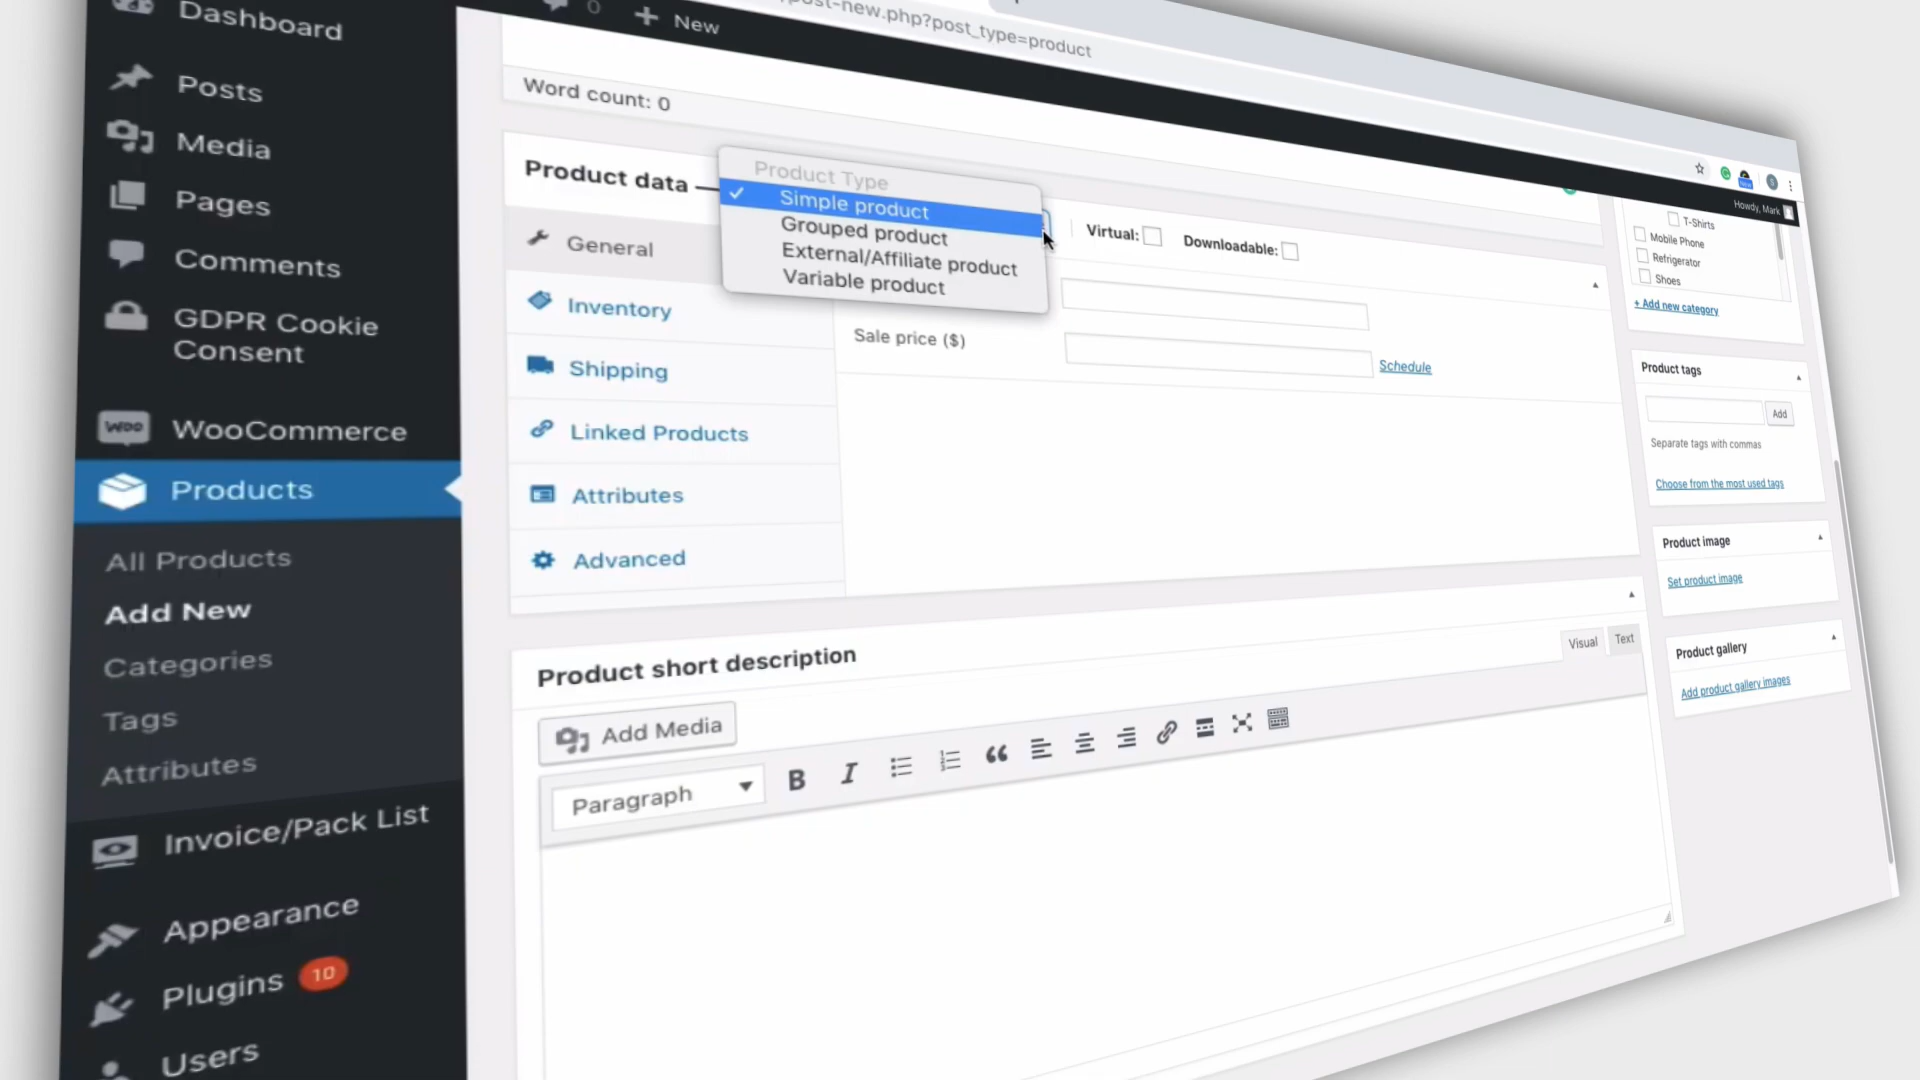 Dashboard
Posts
Media
Pages
Comments
GDPR Cookie
Consent
WooCommerce
Woo
Products
All Products
Add New
Categories
Tags
Attributes
Invoice/Pack List
Appearance
Plugins 10
Users
post-new.php?post_type=product
0 New
Howdy, Mark
Word count: 0
Product data —
Product Type
✓ Simple product
Grouped product
External/Affiliate product
Variable product
Virtual:
Downloadable:
General
Inventory
Shipping
Linked Products
Attributes
Advanced
Sale price ($)
Schedule
Product short description
Visual Text
Add Media
Paragraph
B I
T-Shirts
Mobile Phone
Refrigerator
Shoes
+ Add new category
Product tags
Add
Separate tags with commas
Choose from the most used tags
Product image
Set product image
Product gallery
Add product gallery images